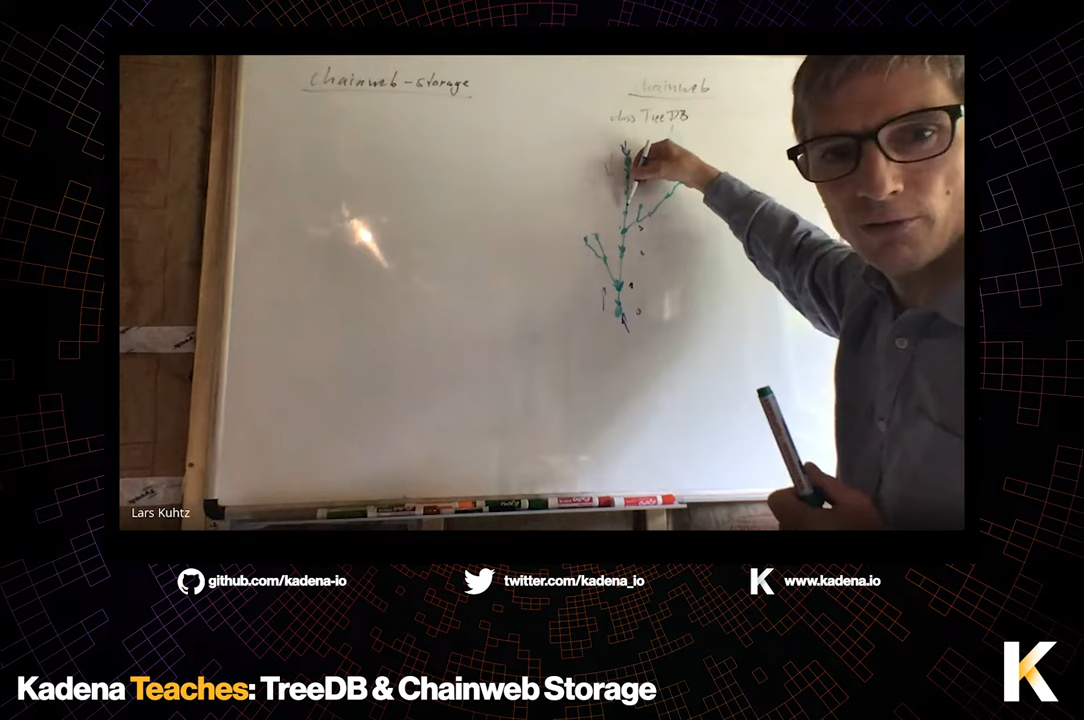 Chainweb-Storage
chainweb
class TreeDB
Lars Kuhtz
github.com/kadena-io
twitter.com/kadena_io
K
www.kadena.io
Kadena Teaches: TreeDB & Chainweb Storage
K